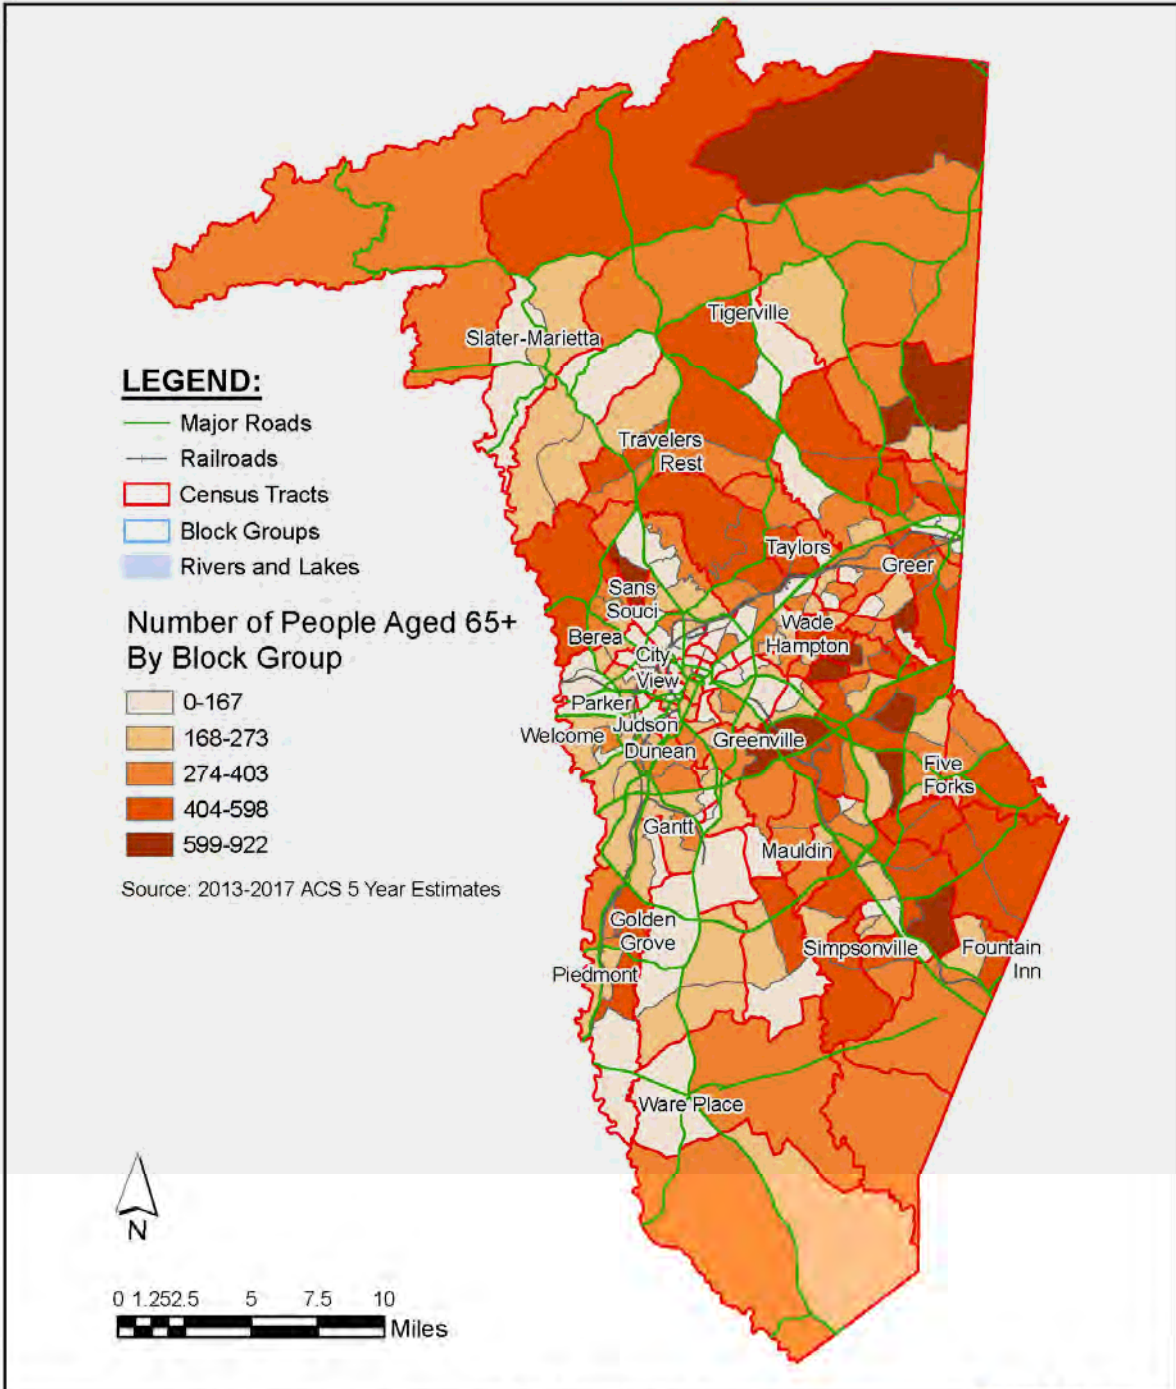 Tigerville
Slater-Marietta
LEGEND:
Major Roads
Railroads
Census Tracts
Block Groups
Rivers and Lakes
Number of People Aged 65+
By Block Group
0-167
168-273
274-403
404-598
599-922
Source: 2013-2017 ACS 5 Year Estimates
Travelers
Rest
Taylors
Greer
Sans
Souci
Wade
Hampton
Berea
City
View
Parker
Judson
Welcome
Dunean
Greenville
Five
Forks
Gantt
Mauldin
Golden
Grove
Simpsonville
Fountain
Inn
Piedmont
Ware Place
N
0 1.252.5 5 7.5 10
Miles